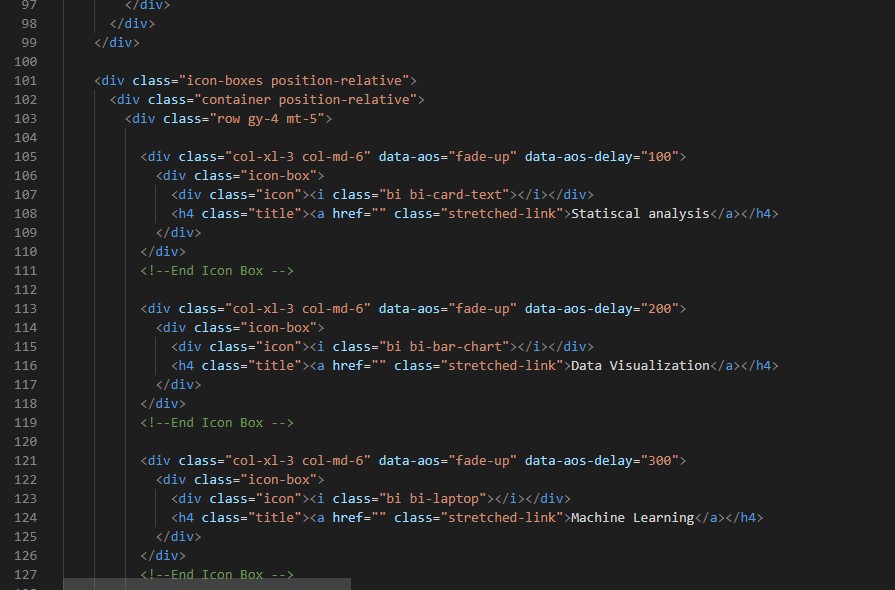 97 </div>
98 </div>
99 </div>
100
101 <div class="icon-boxes position-relative">
102 <div class="container position-relative">
103 <div class="row gy-4 mt-5">
104
105 <div class="col-xl-3 col-md-6" data-aos="fade-up" data-aos-delay="100">
106 <div class="icon-box">
107 <div class="icon"><i class="bi bi-card-text"></i></div>
108 <h4 class="title"><a href="" class="stretched-link">Statiscal analysis</a></h4>
109 </div>
110 </div>
111 <!--End Icon Box -->
112
113 <div class="col-xl-3 col-md-6" data-aos="fade-up" data-aos-delay="200">
114 <div class="icon-box">
115 <div class="icon"><i class="bi bi-bar-chart"></i></div>
116 <h4 class="title"><a href="" class="stretched-link">Data Visualization</a></h4>
117 </div>
118 </div>
119 <!--End Icon Box -->
120
121 <div class="col-xl-3 col-md-6" data-aos="fade-up" data-aos-delay="300">
122 <div class="icon-box">
123 <div class="icon"><i class="bi bi-laptop"></i></div>
124 <h4 class="title"><a href="" class="stretched-link">Machine Learning</a></h4>
125 </div>
126 </div>
127 <!--End Icon Box -->